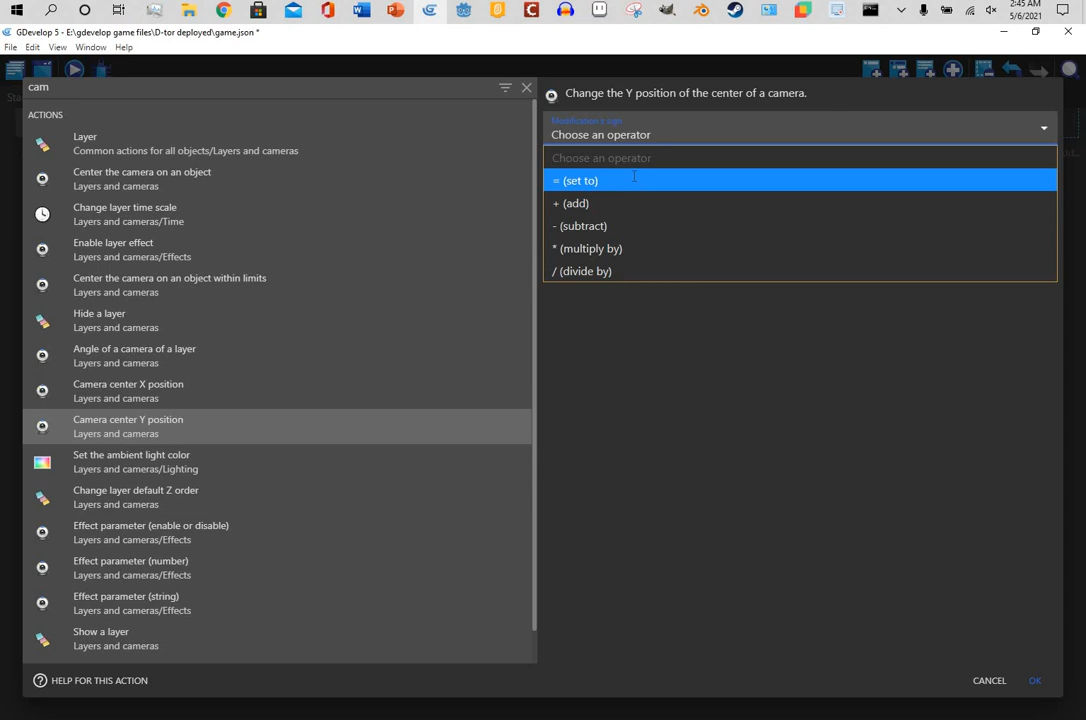 2:45 AM
5/6/2021
GDevelop 5 - E:\gdevelop game files\D-tor deployed\game.json *
File Edit View Window Help
cam
ACTIONS
Layer
Common actions for all objects/Layers and cameras
Center the camera on an object
Layers and cameras
Change layer time scale
Layers and cameras/Time
Enable layer effect
Layers and cameras/Effects
Center the camera on an object within limits
Layers and cameras
Hide a layer
Layers and cameras
Angle of a camera of a layer
Layers and cameras
Camera center X position
Layers and cameras
Camera center Y position
Layers and cameras
Set the ambient light color
Layers and cameras/Lighting
Change layer default Z order
Layers and cameras
Effect parameter (enable or disable)
Layers and cameras/Effects
Effect parameter (number)
Layers and cameras/Effects
Effect parameter (string)
Layers and cameras/Effects
Show a layer
Layers and cameras
HELP FOR THIS ACTION
Change the Y position of the center of a camera.
Modification's sign
Choose an operator
Choose an operator
= (set to)
+ (add)
- (subtract)
* (multiply by)
/ (divide by)
CANCEL OK